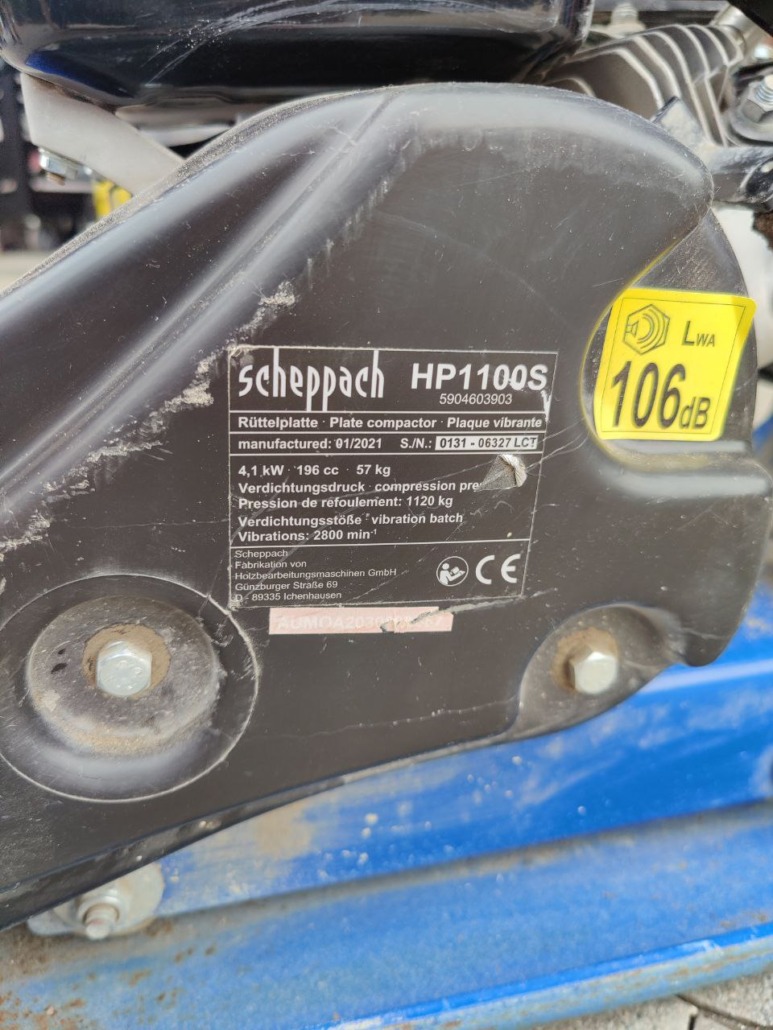 scheppach HP1100S
5904603903
Rüttelplatte · Plate compactor · Plaque vibrante
manufactured: 01/2021 S./N.: 0131 - 06327 LCT
4,1 kW · 196 cc · 57 kg
Verdichtungsdruck · compression
Pression de refoulement: 1120 kg
Verdichtungsstöße · vibration batch
Vibrations: 2800 min⁻¹
Scheppach
Fabrikation von
Holzbearbeitungsmaschinen GmbH
Günzburger Straße 69
D - 89335 Ichenhausen
CE
LWA
106dB